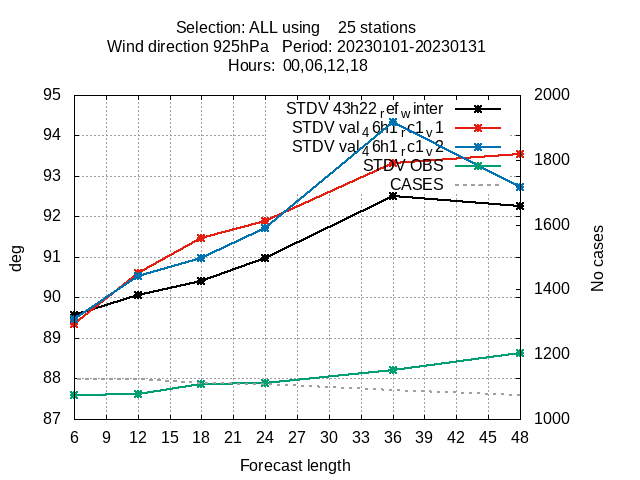 Selection: ALL using 25 stations
Wind direction 925hPa Period: 20230101-20230131
Hours: 00,06,12,18
95 2000
STDV 43h22refwinter
STDV val46h1rc1v1
94
STDV val46h1rc1v2
STDV OBS
1800
93
CASES
92
1600
deg
91
No cases
90
1400
89
1200
88
87 1000
6 9 12 15 18 21 24 27 30 33 36 39 42 45 48
Forecast length